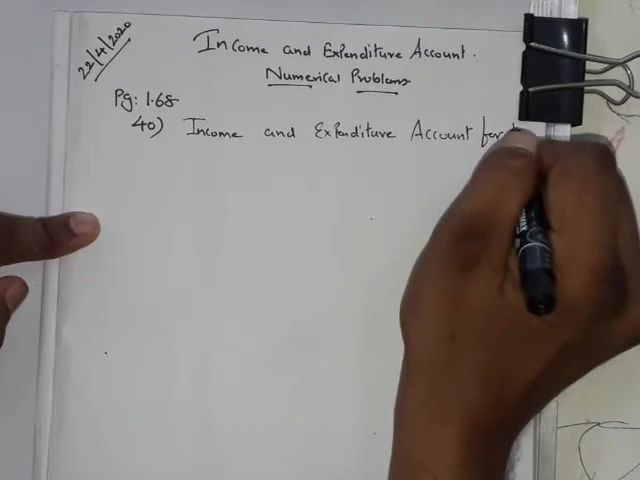 22/4/2020
Income and Expenditure Account.
Numerical Problems
Pg: 1.68
40) Income and Expenditure Account for